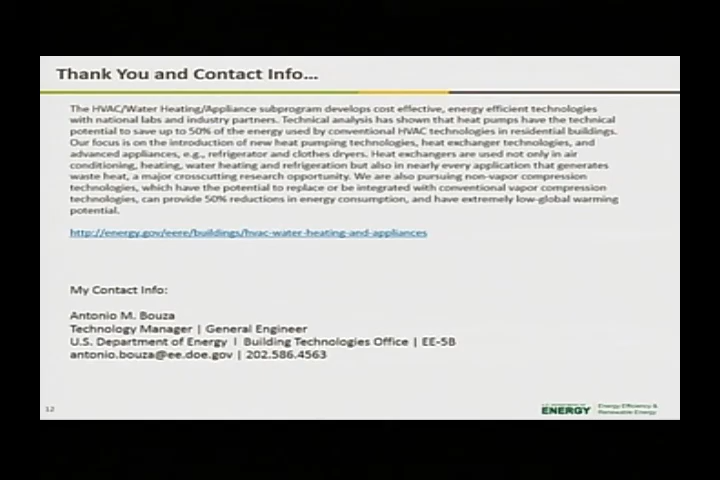 Thank You and Contact Info...
The HVAC/Water Heating/Appliance subprogram develops cost effective, energy efficient technologies
with national labs and industry partners. Technical analysis has shown that heat pumps have the technical
potential to save up to 50% of the energy used by conventional HVAC technologies in residential buildings.
Our focus is on the introduction of new heat pumping technologies, heat exchanger technologies, and
advanced appliances, e.g., refrigerator and clothes dryers. Heat exchangers are used not only in air
conditioning, heating, water heating and refrigeration but also in nearly every application that generates
waste heat, a major crosscutting research opportunity. We are also pursuing non-vapor compression
technologies, which have the potential to replace or be integrated with conventional vapor compression
technologies, can provide 50% reductions in energy consumption, and have extremely low-global warming
potential.
http://energy.gov/eere/buildings/hvac-water-heating-and-appliances
My Contact Info:
Antonio M. Bouza
Technology Manager | General Engineer
U.S. Department of Energy | Building Technologies Office | EE-5B
antonio.bouza@ee.doe.gov | 202.586.4563
12
U.S. DEPARTMENT OF
ENERGY
Energy Efficiency &
Renewable Energy